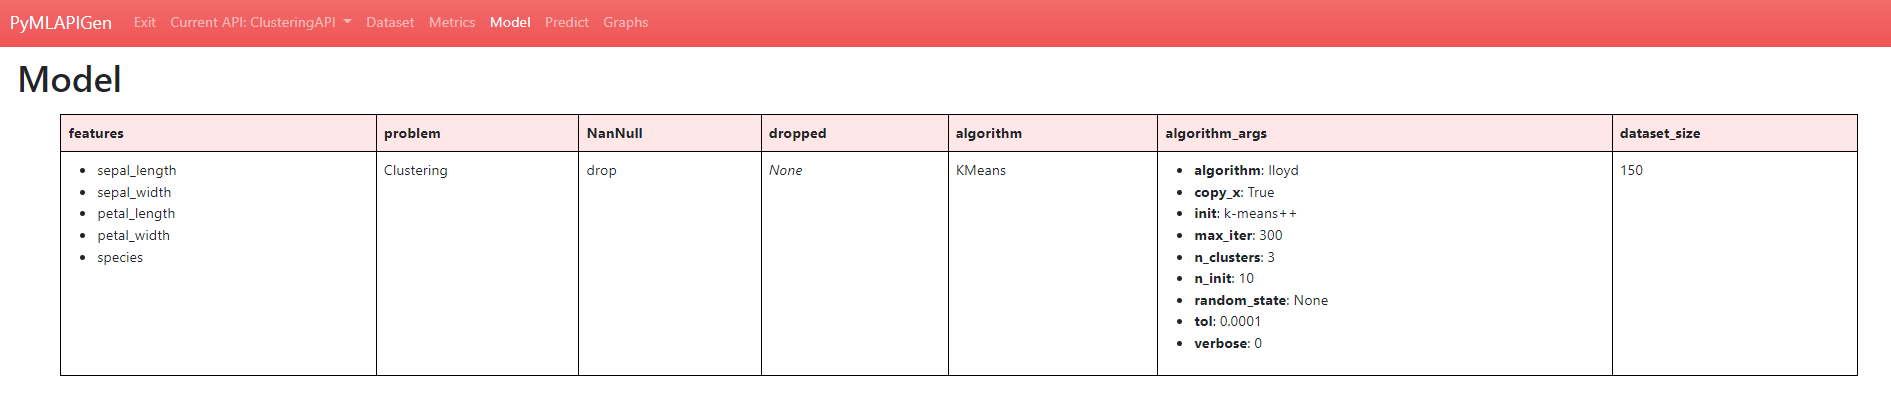 PyMLAPIGen Exit Current API: ClusteringAPI Dataset Metrics Model Predict Graphs
Model
features problem NanNull dropped algorithm algorithm_args dataset_size
sepal_length Clustering drop None KMeans algorithm: lloyd 150
sepal_width copy_x: True
petal_length init: k-means++
petal_width max_iter: 300
species n_clusters: 3
n_init: 10
random_state: None
tol: 0.0001
verbose: 0